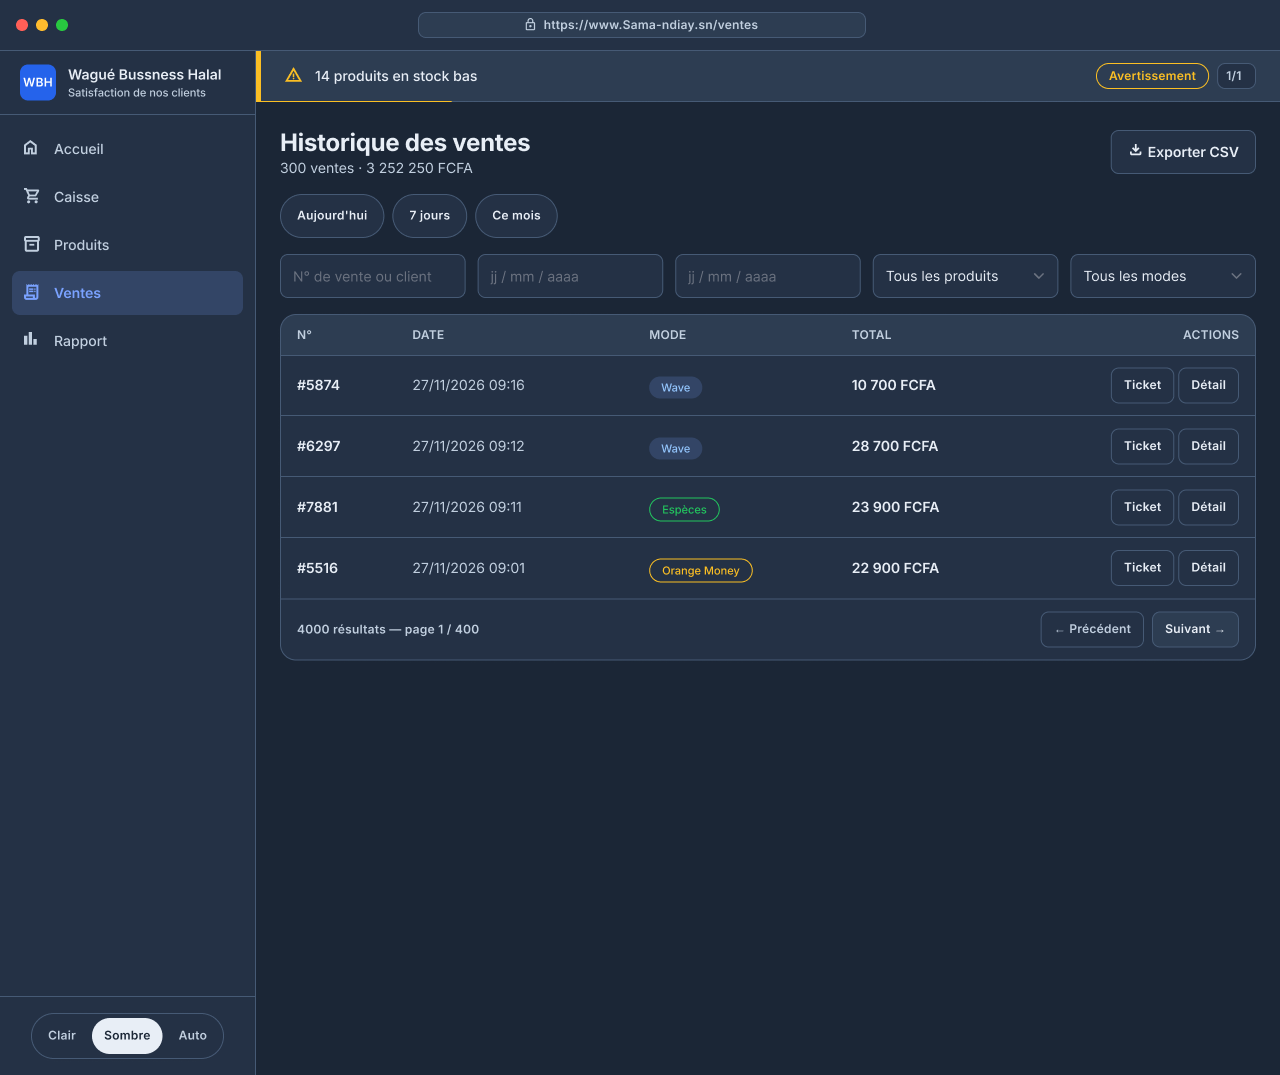 https://www.Sama-ndiay.sn/ventes
WBH
Wagué Bussness Halal
Satisfaction de nos clients
Accueil
Caisse
Produits
Ventes
Rapport
Clair Sombre Auto
14 produits en stock bas
Avertissement 1/1
Historique des ventes
300 ventes · 3 252 250 FCFA
Exporter CSV
Aujourd'hui 7 jours Ce mois
N° de vente ou client jj / mm / aaaa jj / mm / aaaa Tous les produits Tous les modes
N° DATE MODE TOTAL ACTIONS
#5874 27/11/2026 09:16 Wave 10 700 FCFA Ticket Détail
#6297 27/11/2026 09:12 Wave 28 700 FCFA Ticket Détail
#7881 27/11/2026 09:11 Espèces 23 900 FCFA Ticket Détail
#5516 27/11/2026 09:01 Orange Money 22 900 FCFA Ticket Détail
4000 résultats — page 1 / 400 ← Précédent Suivant →